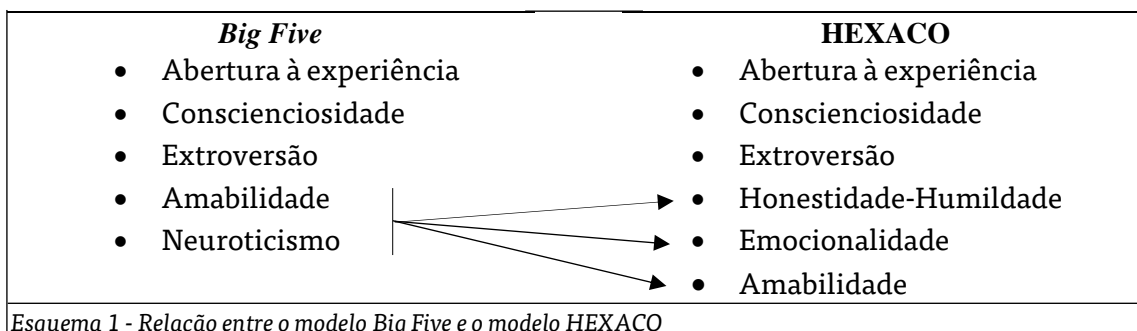 Big Five
• Abertura à experiência
• Conscienciosidade
• Extroversão
• Amabilidade
• Neuroticismo
HEXACO
• Abertura à experiência
• Conscienciosidade
• Extroversão
• Honestidade-Humildade
• Emocionalidade
• Amabilidade
Esquema 1 - Relação entre o modelo Big Five e o modelo HEXACO